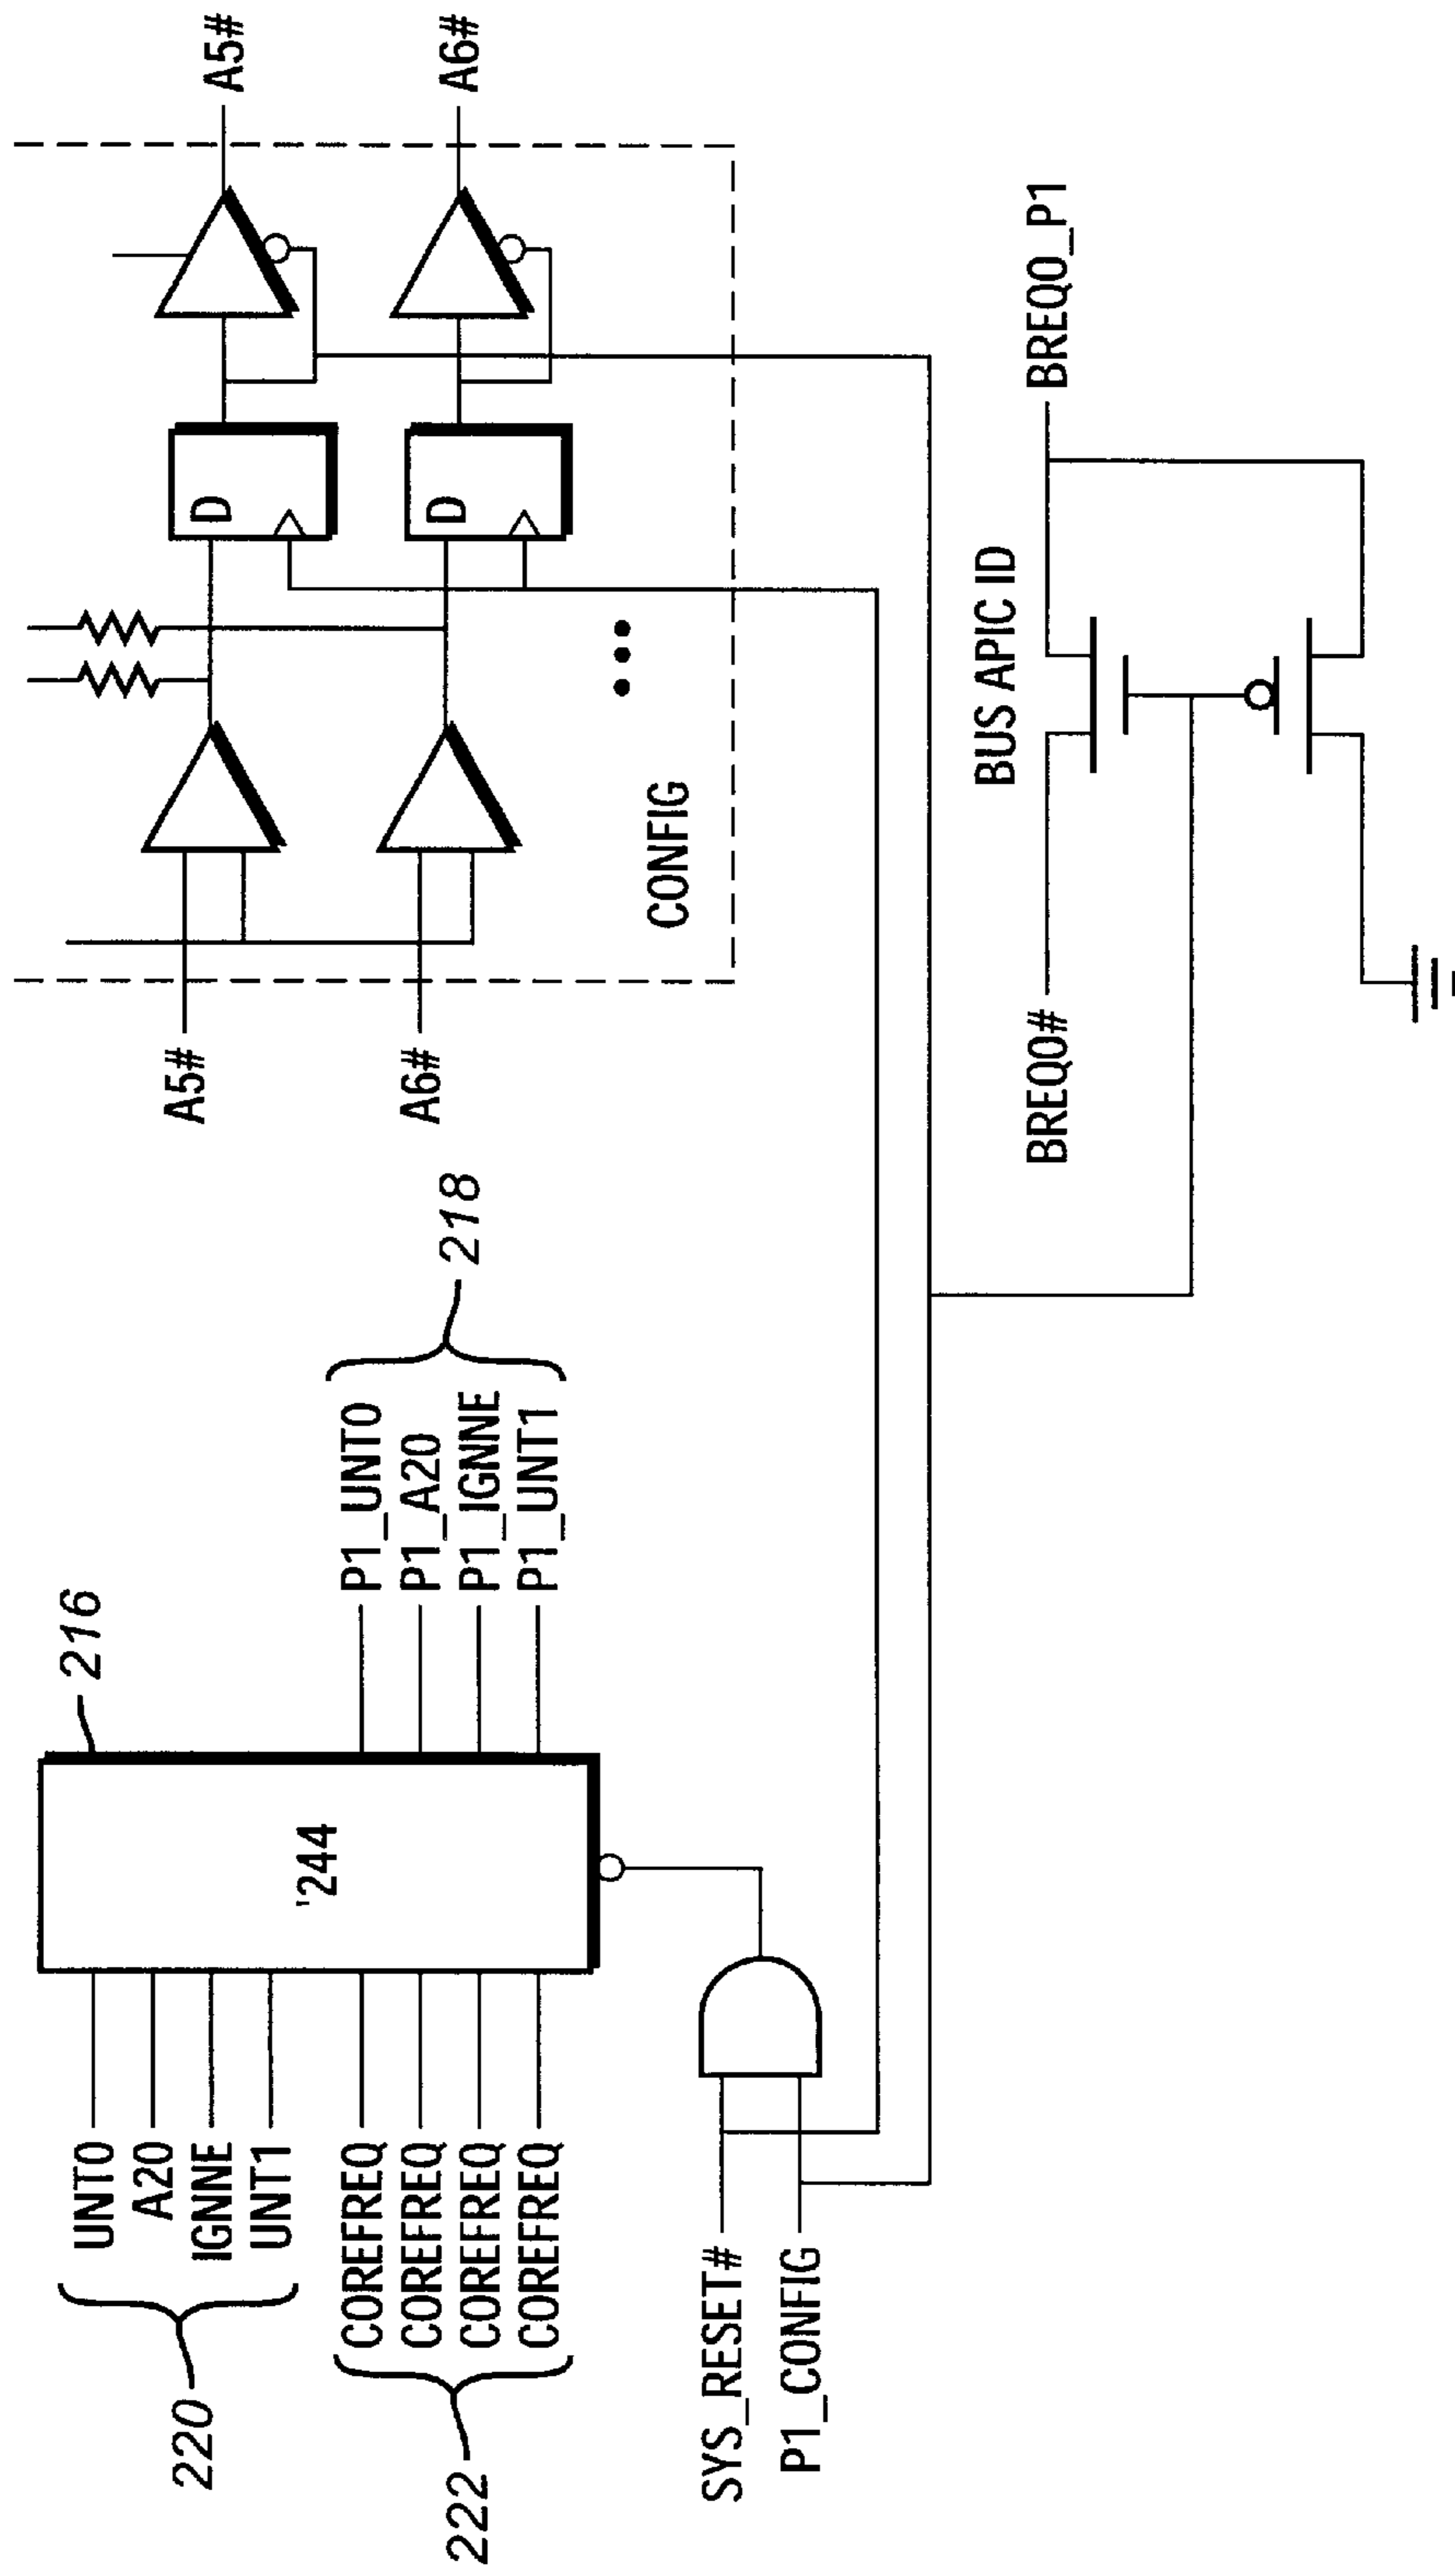 216
'244
UNT0
A20
IGNNE
UNT1
220
COREFREQ
COREFREQ
COREFREQ
COREFREQ
222
P1_UNT0
P1_A20
P1_IGNNE
P1_UNT1
218
SYS_RESET#
P1_CONFIG
A5#
A6#
D
D
CONFIG
A5#
A6#
BUS APIC ID
BREQ0#
BREQ0_P1